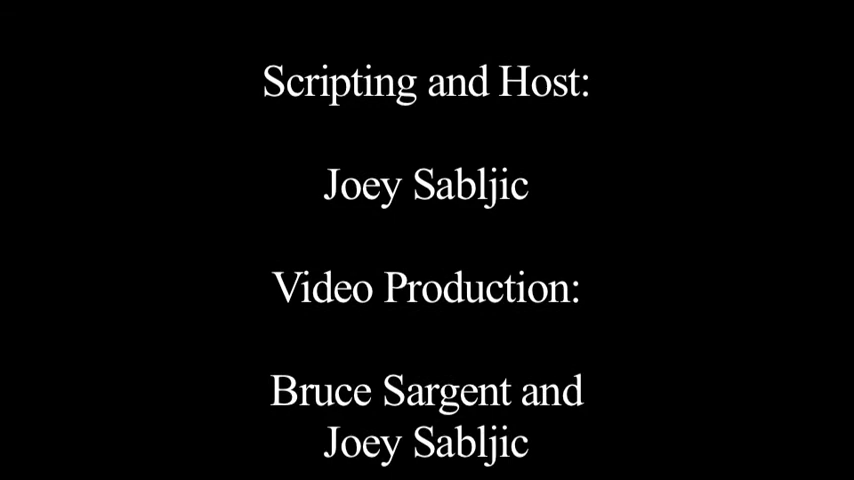 Scripting and Host:
Joey Sabljic
Video Production:
Bruce Sargent and
Joey Sabljic